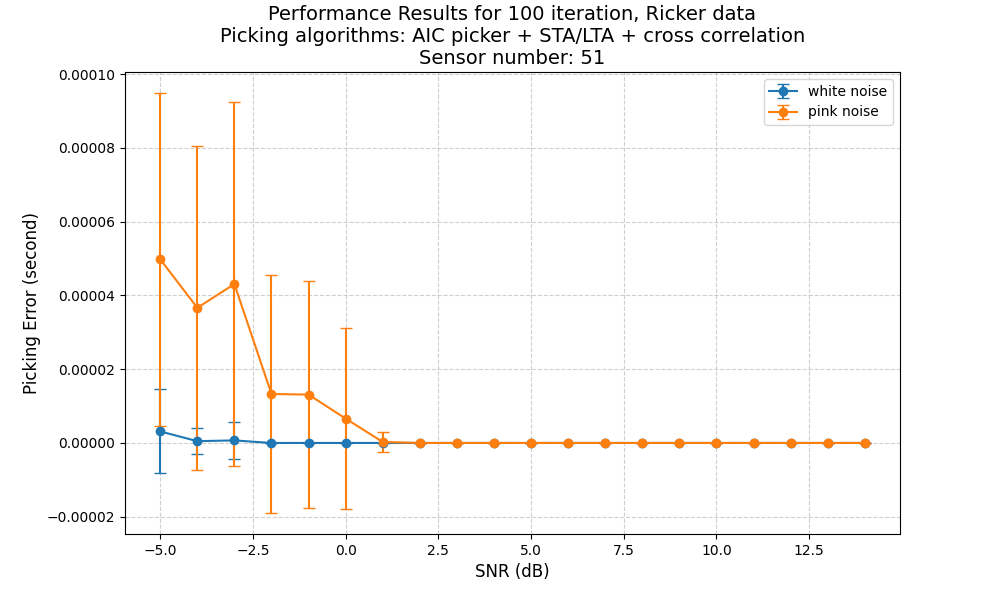 Performance Results for 100 iteration, Ricker data
Picking algorithms: AIC picker + STA/LTA + cross correlation
Sensor number: 51
white noise
pink noise
Picking Error (second)
0.00010
0.00008
0.00006
0.00004
0.00002
0.00000
−0.00002
−5.0
−2.5
0.0
2.5
5.0
7.5
10.0
12.5
SNR (dB)